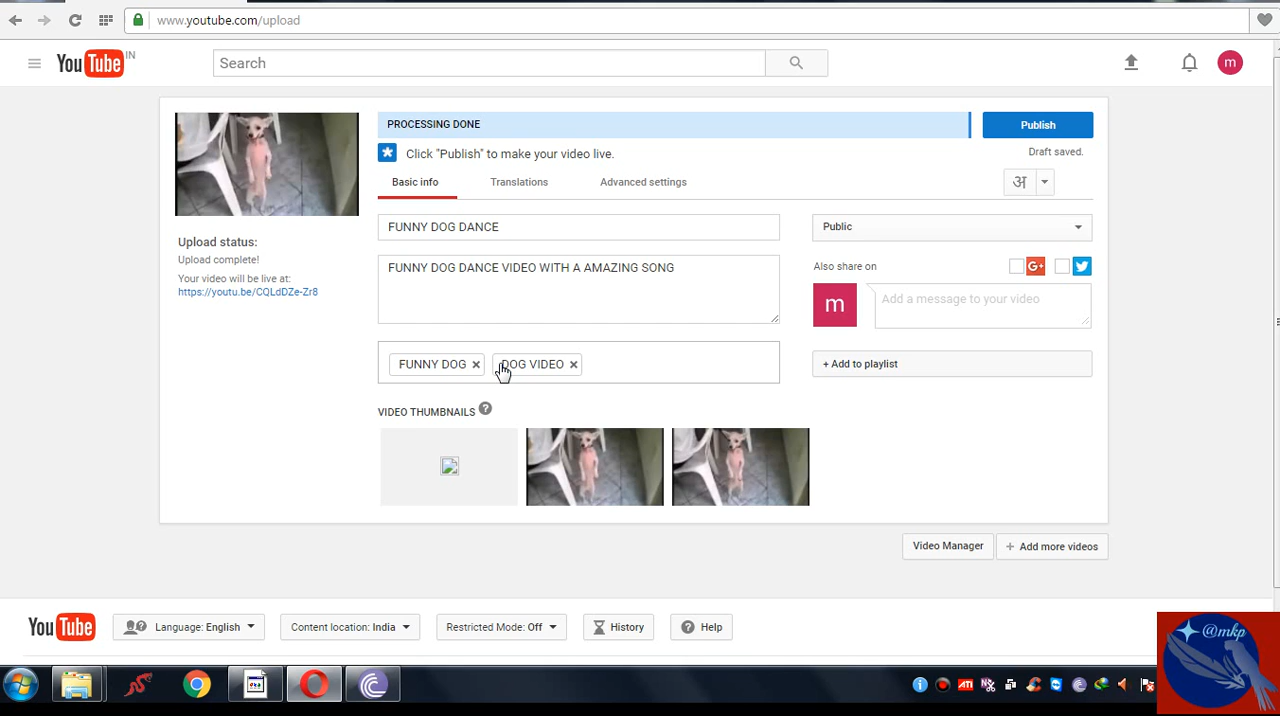 www.youtube.com/upload
YouTube IN
Search
m
PROCESSING DONE
Publish
Click "Publish" to make your video live.
Draft saved.
Basic info
Translations
Advanced settings
अ
FUNNY DOG DANCE
Public
Upload status:
Upload complete!
Your video will be live at:
https://youtu.be/CQLdDZe-Zr8
FUNNY DOG DANCE VIDEO WITH A AMAZING SONG
Also share on
G+
m
Add a message to your video
FUNNY DOG ×
DOG VIDEO ×
+ Add to playlist
VIDEO THUMBNAILS ?
Video Manager
+ Add more videos
YouTube
Language: English
Content location: India
Restricted Mode: Off
History
Help
@mkp
ATI